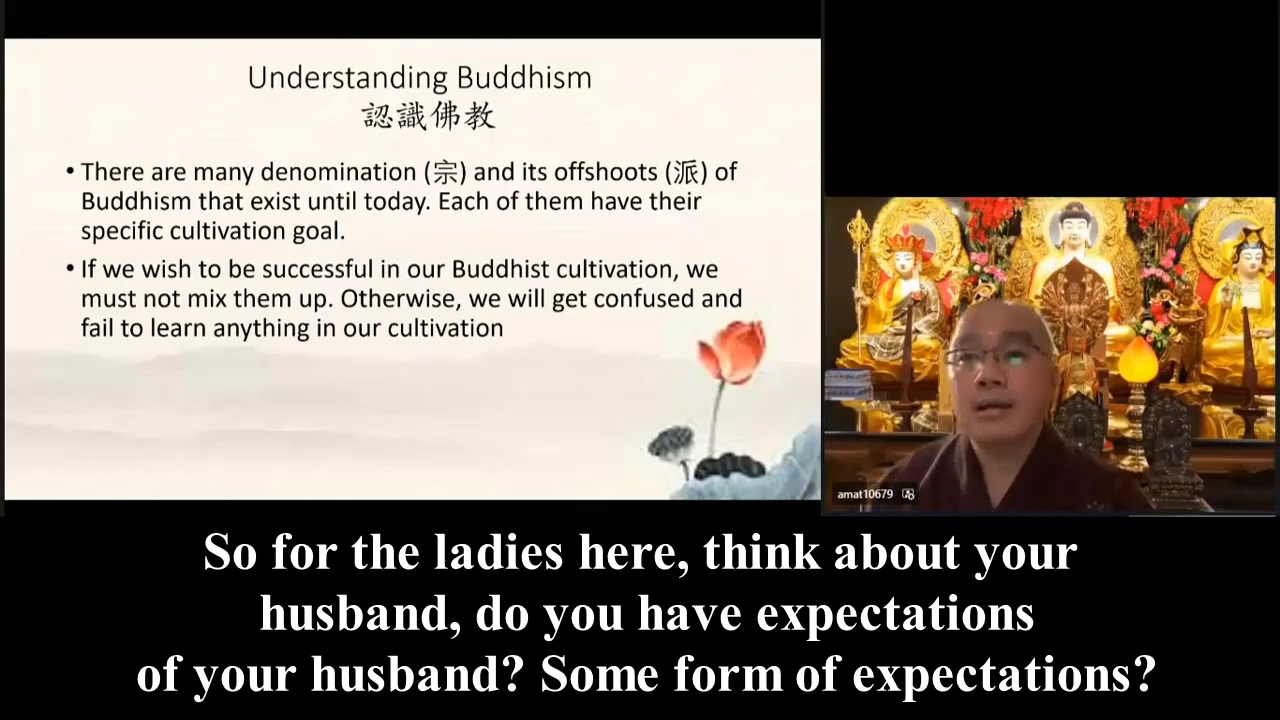 Understanding Buddhism
認識佛教
• There are many denomination (宗) and its offshoots (派) of
Buddhism that exist until today. Each of them have their
specific cultivation goal.
• If we wish to be successful in our Buddhist cultivation, we
must not mix them up. Otherwise, we will get confused and
fail to learn anything in our cultivation
amat10679
So for the ladies here, think about your
husband, do you have expectations
of your husband? Some form of expectations?